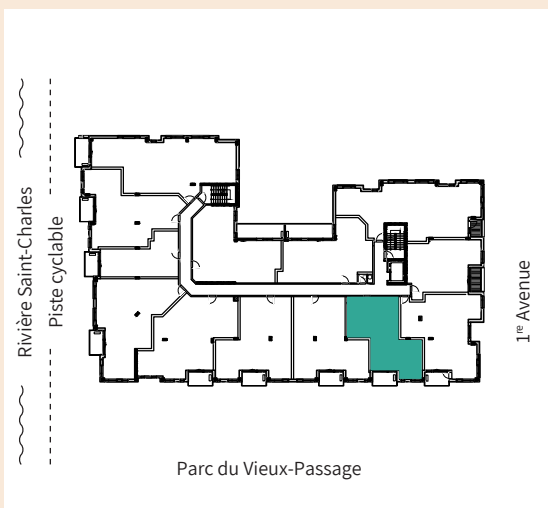 Rivière Saint-Charles
Piste cyclable
1re Avenue
Parc du Vieux-Passage